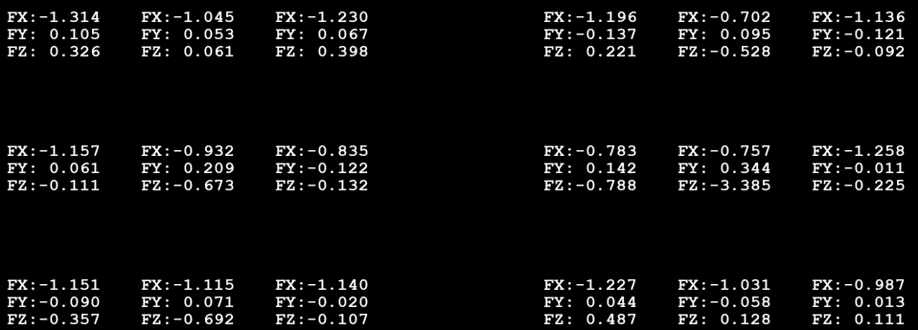 FX:-1.314 FX:-1.045 FX:-1.230 FX:-1.196 FX:-0.702 FX:-1.136
FY: 0.105 FY: 0.053 FY: 0.067 FY:-0.137 FY: 0.095 FY:-0.121
FZ: 0.326 FZ: 0.061 FZ: 0.398 FZ: 0.221 FZ:-0.528 FZ:-0.092
FX:-1.157 FX:-0.932 FX:-0.835 FX:-0.783 FX:-0.757 FX:-1.258
FY: 0.061 FY: 0.209 FY:-0.122 FY: 0.142 FY: 0.344 FY:-0.011
FZ:-0.111 FZ:-0.673 FZ:-0.132 FZ:-0.788 FZ:-3.385 FZ:-0.225
FX:-1.151 FX:-1.115 FX:-1.140 FX:-1.227 FX:-1.031 FX:-0.987
FY:-0.090 FY: 0.071 FY:-0.020 FY: 0.044 FY:-0.058 FY: 0.013
FZ:-0.357 FZ:-0.692 FZ:-0.107 FZ: 0.487 FZ: 0.128 FZ: 0.111